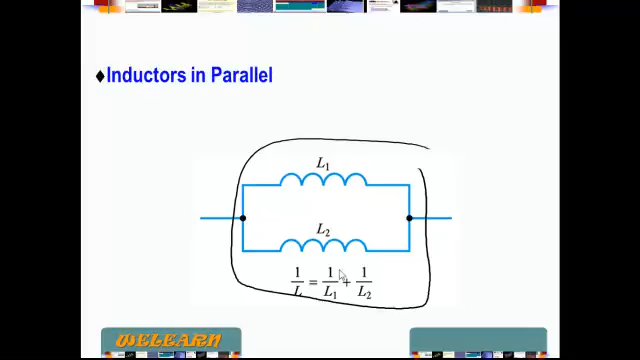 ♦Inductors in Parallel
L₁
L₂
1/L = 1/L₁ + 1/L₂
WELEARN